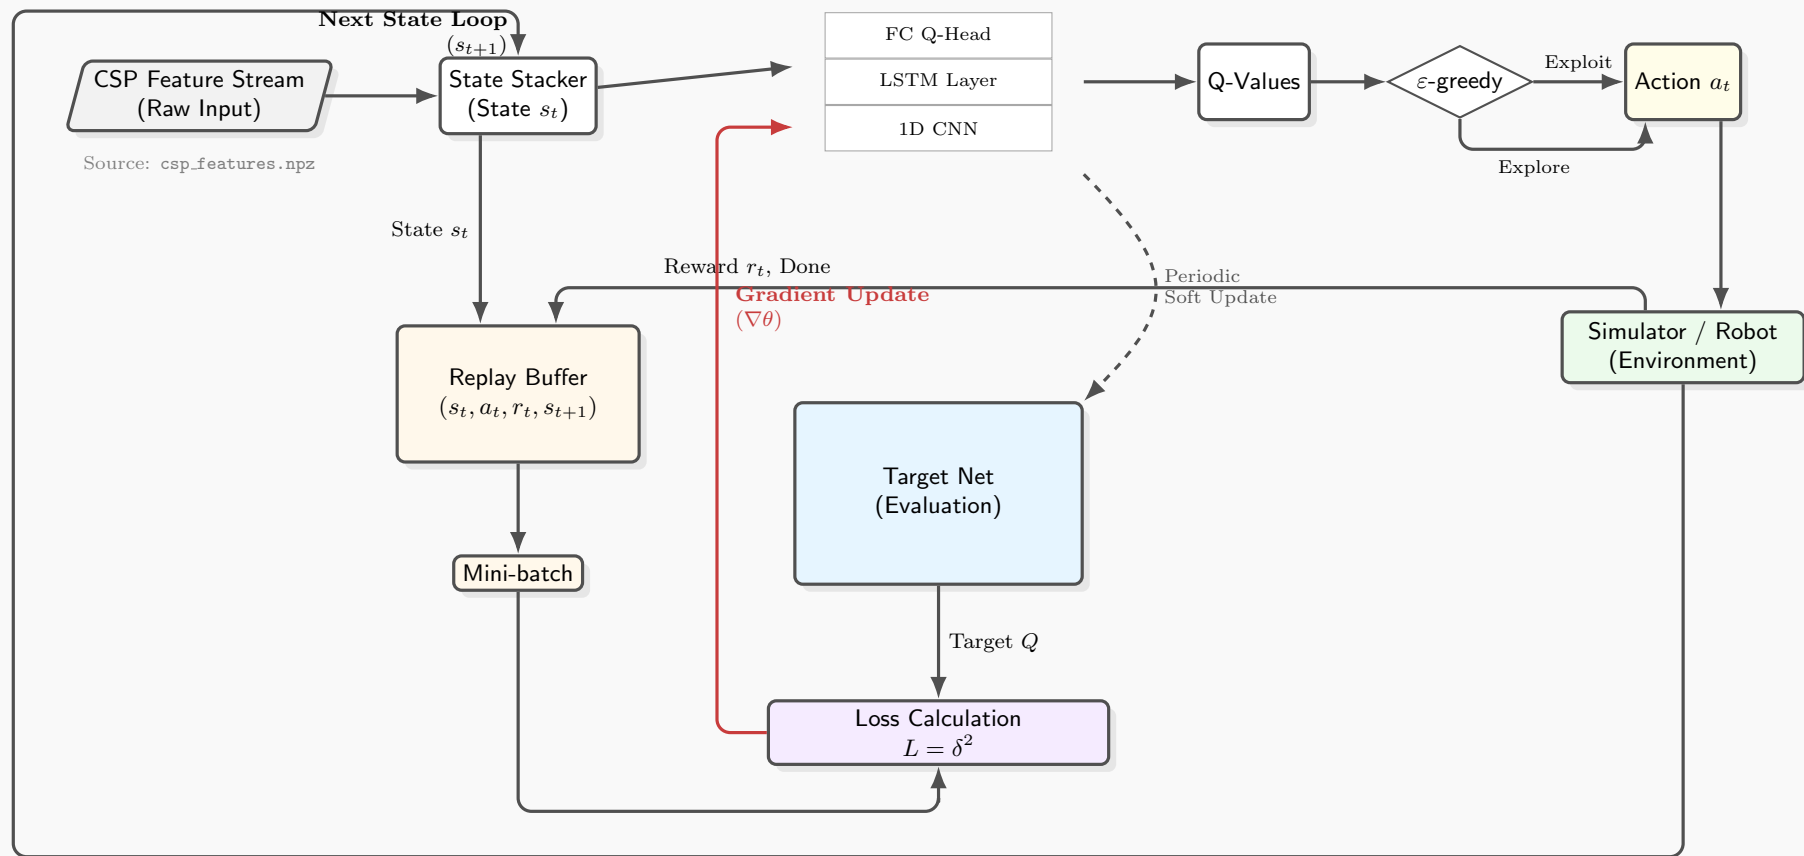 Next State Loop
(s_{t+1})
CSP Feature Stream
(Raw Input)
Source: csp_features.npz
State Stacker
(State s_t)
FC Q-Head
LSTM Layer
1D CNN
Q-Values
ε-greedy
Exploit
Explore
Action a_t
State s_t
Reward r_t, Done
Gradient Update
(∇θ)
Periodic
Soft Update
Simulator / Robot
(Environment)
Replay Buffer
(s_t, a_t, r_t, s_{t+1})
Target Net
(Evaluation)
Mini-batch
Target Q
Loss Calculation
L = δ²